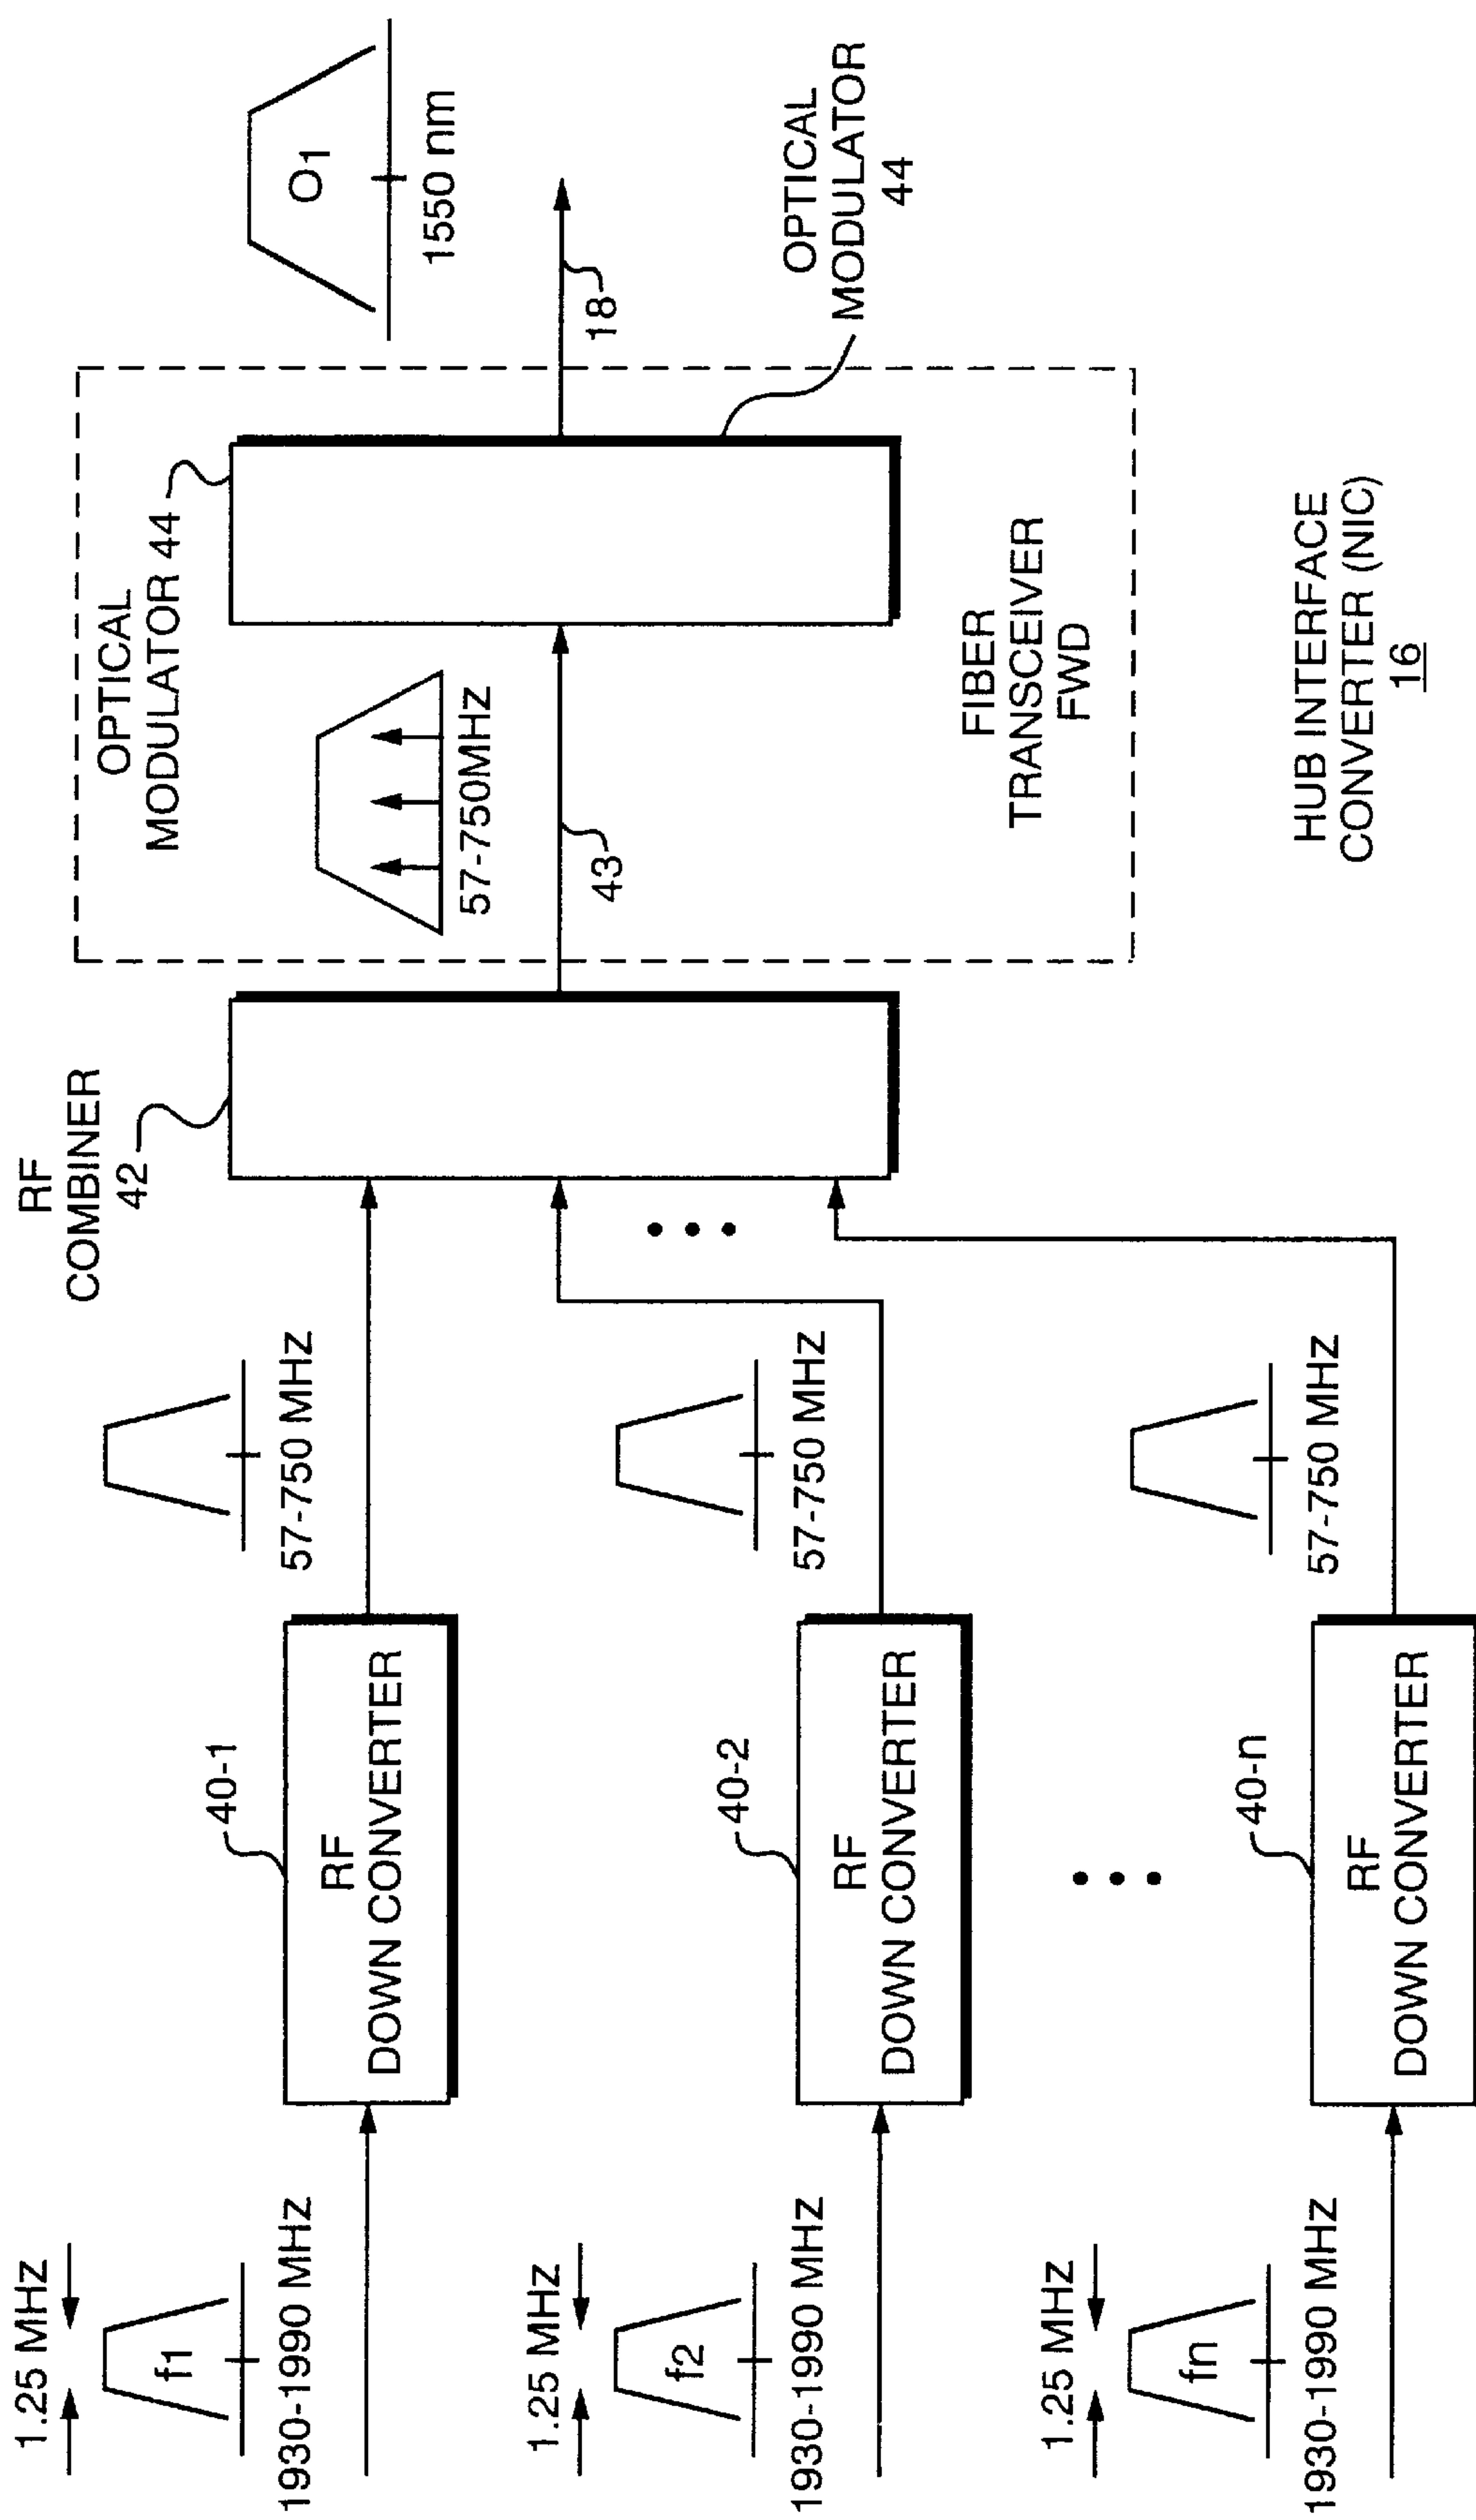 1.25 MHz
f1
1930-1990 MHz
40-1
RF
DOWN CONVERTER
57-750 MHz
1.25 MHz
f2
1930-1990 MHz
40-2
RF
DOWN CONVERTER
57-750 MHz
1.25 MHz
fn
1930-1990 MHz
40-n
RF
DOWN CONVERTER
57-750 MHz
RF
COMBINER
42
OPTICAL
MODULATOR 44
57-750MHz
43
FIBER
TRANSCEIVER
FWD
O1
1550 nm
18
OPTICAL
MODULATOR
44
HUB INTERFACE
CONVERTER (NIC)
16